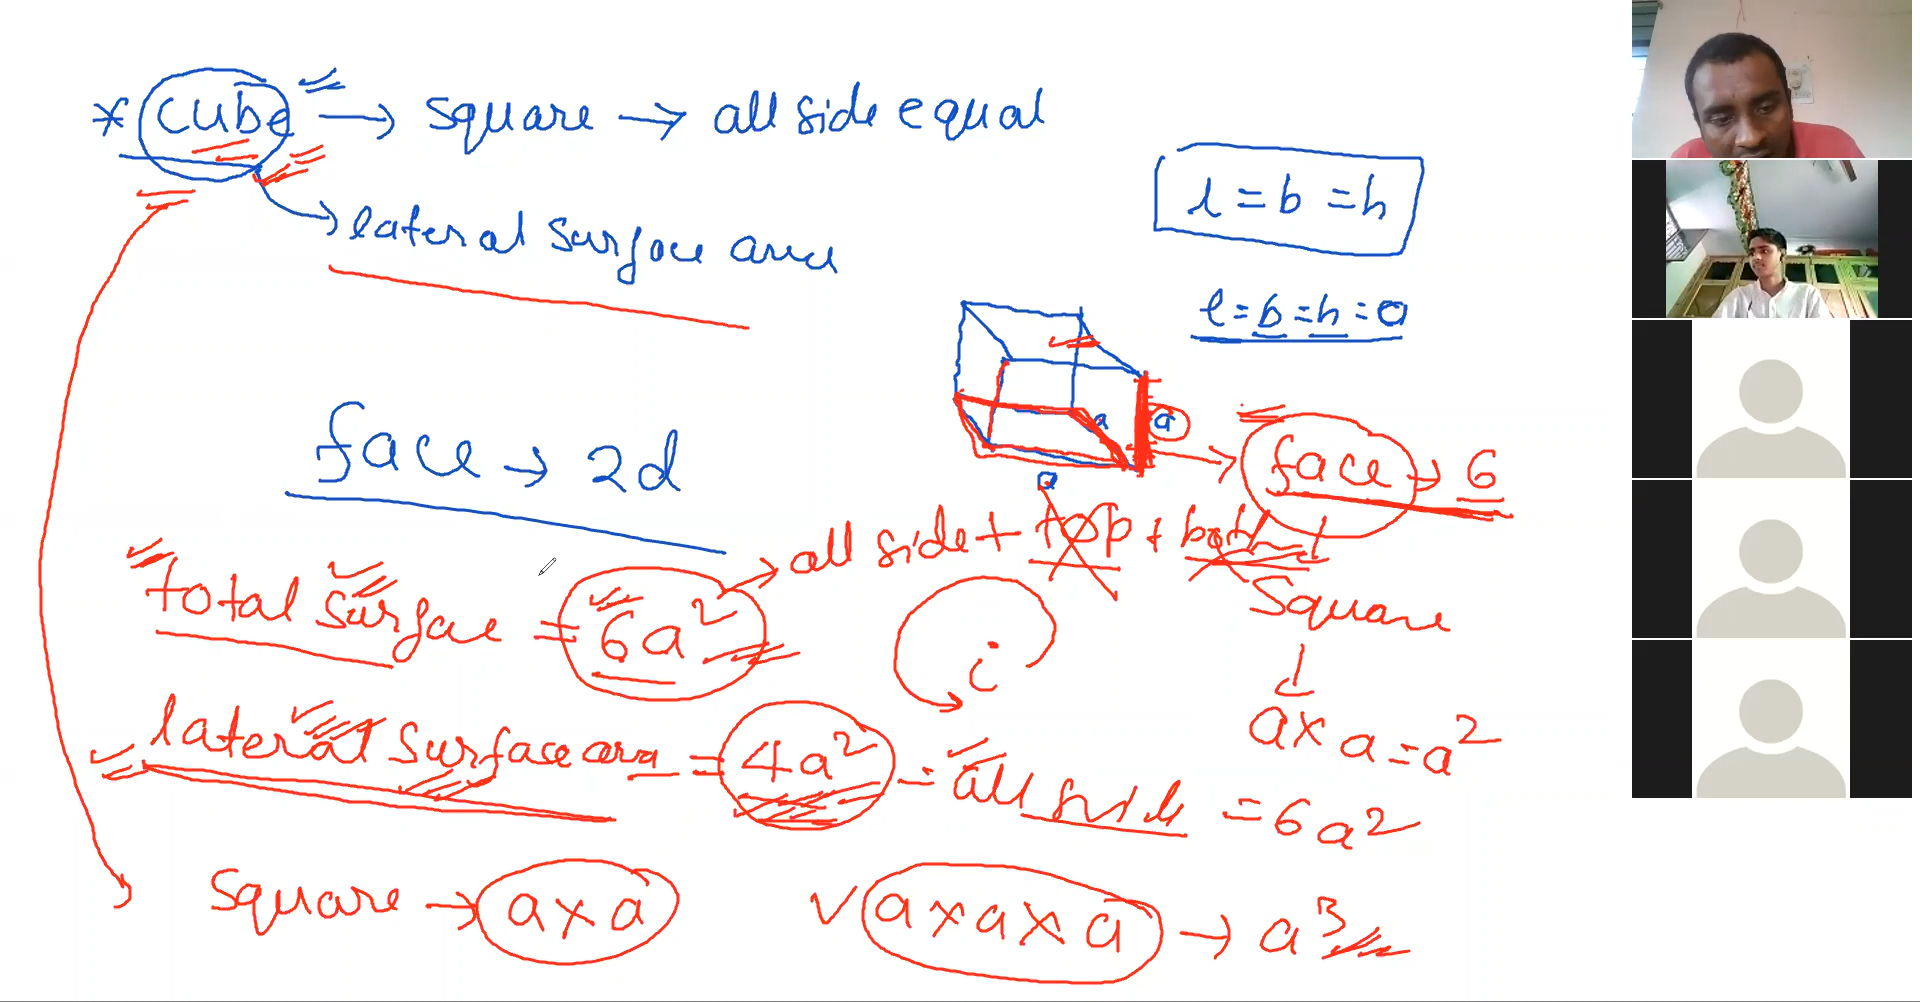 * cube → square → all side equal
l = b = h
lateral surface area
l = b = h = a
a
a
face → 2d
face → 6
a
all side + top + bott
total surface = 6a²
square
i
lateral surface area = 4a² = all side = 6a²
a x a = a²
square → a x a
✓ a x a x a → a³